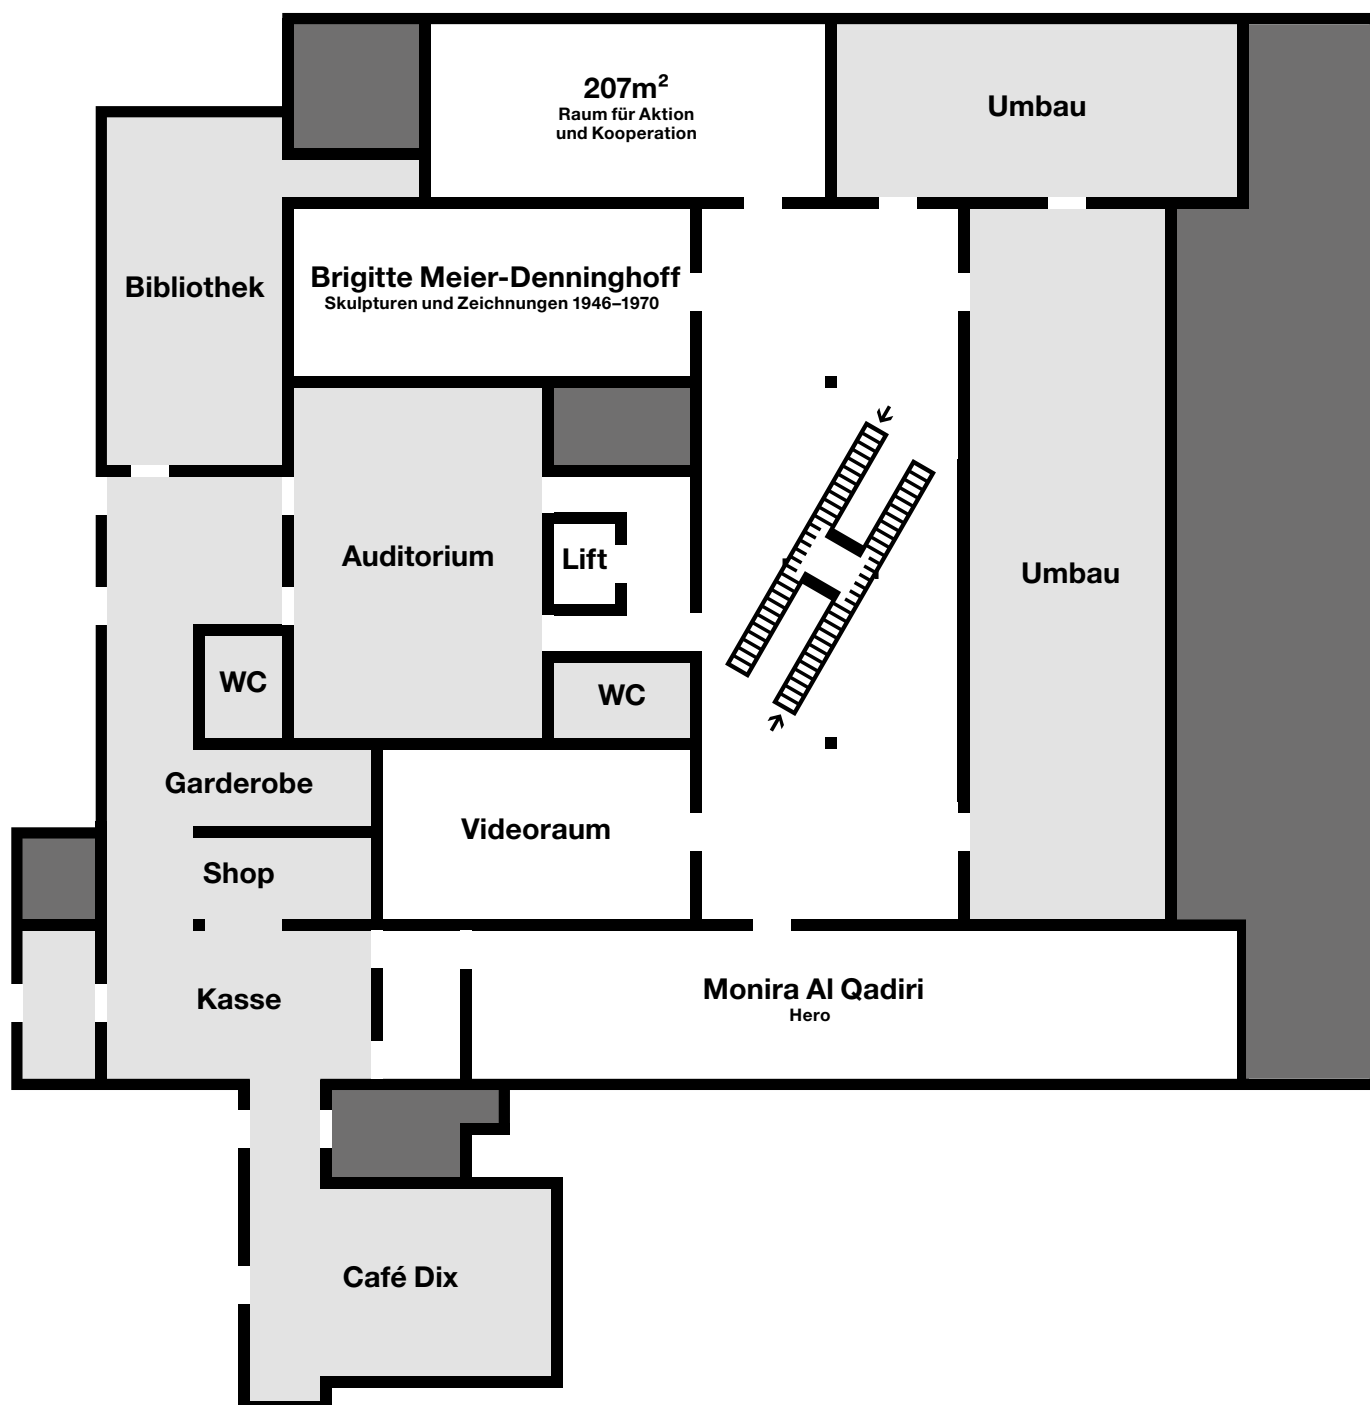 207m²
Raum für Aktion
und Kooperation
Umbau
Bibliothek
Brigitte Meier-Denninghoff
Skulpturen und Zeichnungen 1946–1970
Auditorium
Lift
Umbau
WC
WC
Garderobe
Videoraum
Shop
Kasse
Monira Al Qadiri
Hero
Café Dix